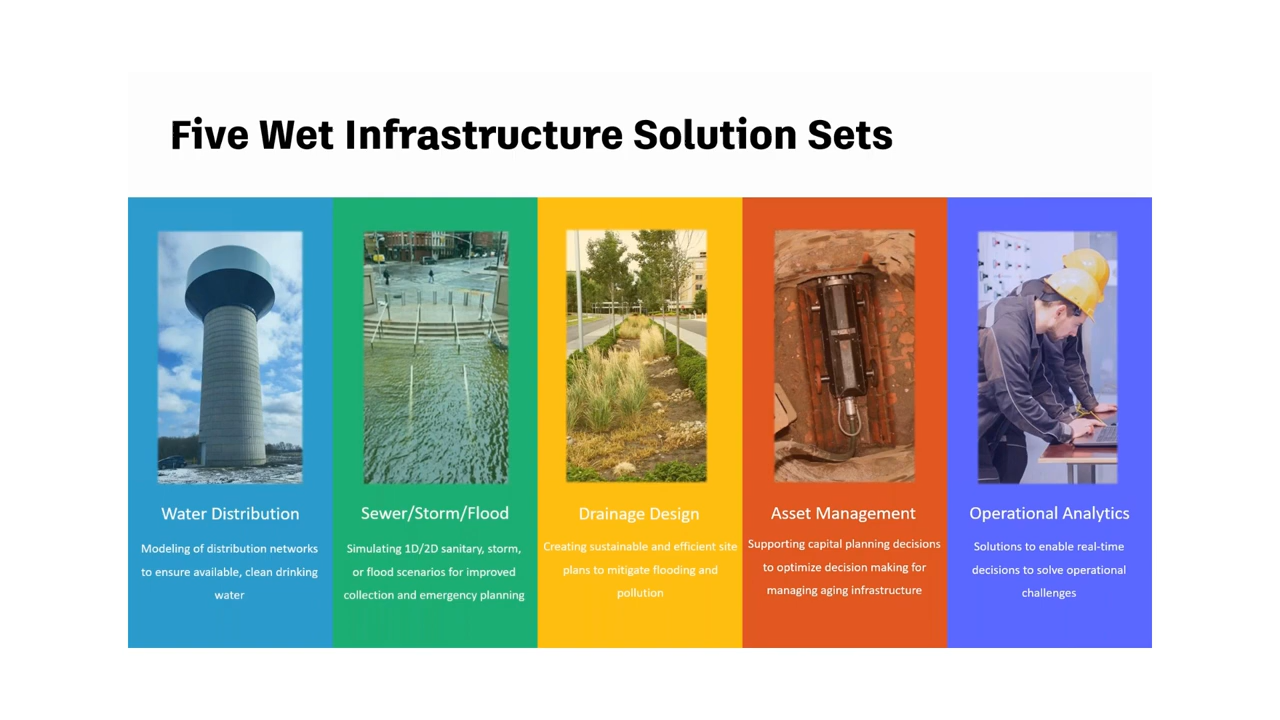 Five Wet Infrastructure Solution Sets
Water Distribution
Modeling of distribution networks
to ensure available, clean drinking
water
Sewer/Storm/Flood
Simulating 1D/2D sanitary, storm,
or flood scenarios for improved
collection and emergency planning
Drainage Design
Creating sustainable and efficient site
plans to mitigate flooding and
pollution
Asset Management
Supporting capital planning decisions
to optimize decision making for
managing aging infrastructure
Operational Analytics
Solutions to enable real-time
decisions to solve operational
challenges